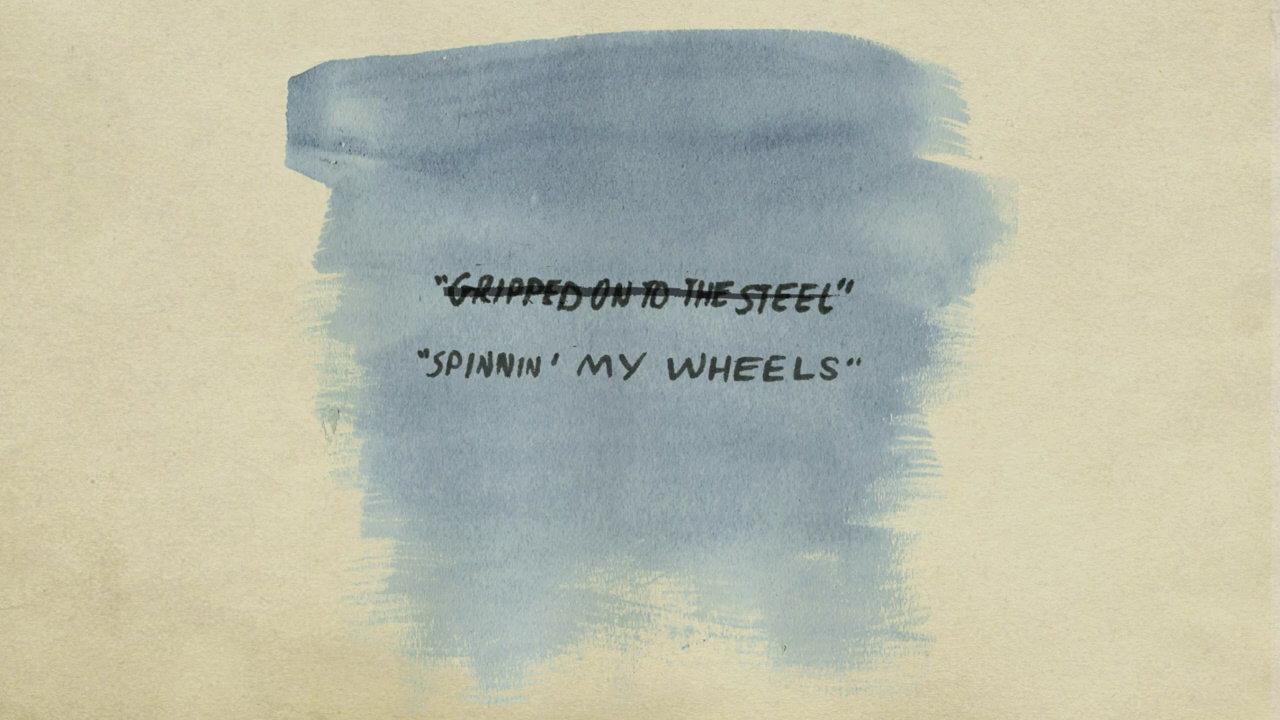 "GRIPPED ON TO THE STEEL"
"SPINNIN' MY WHEELS"